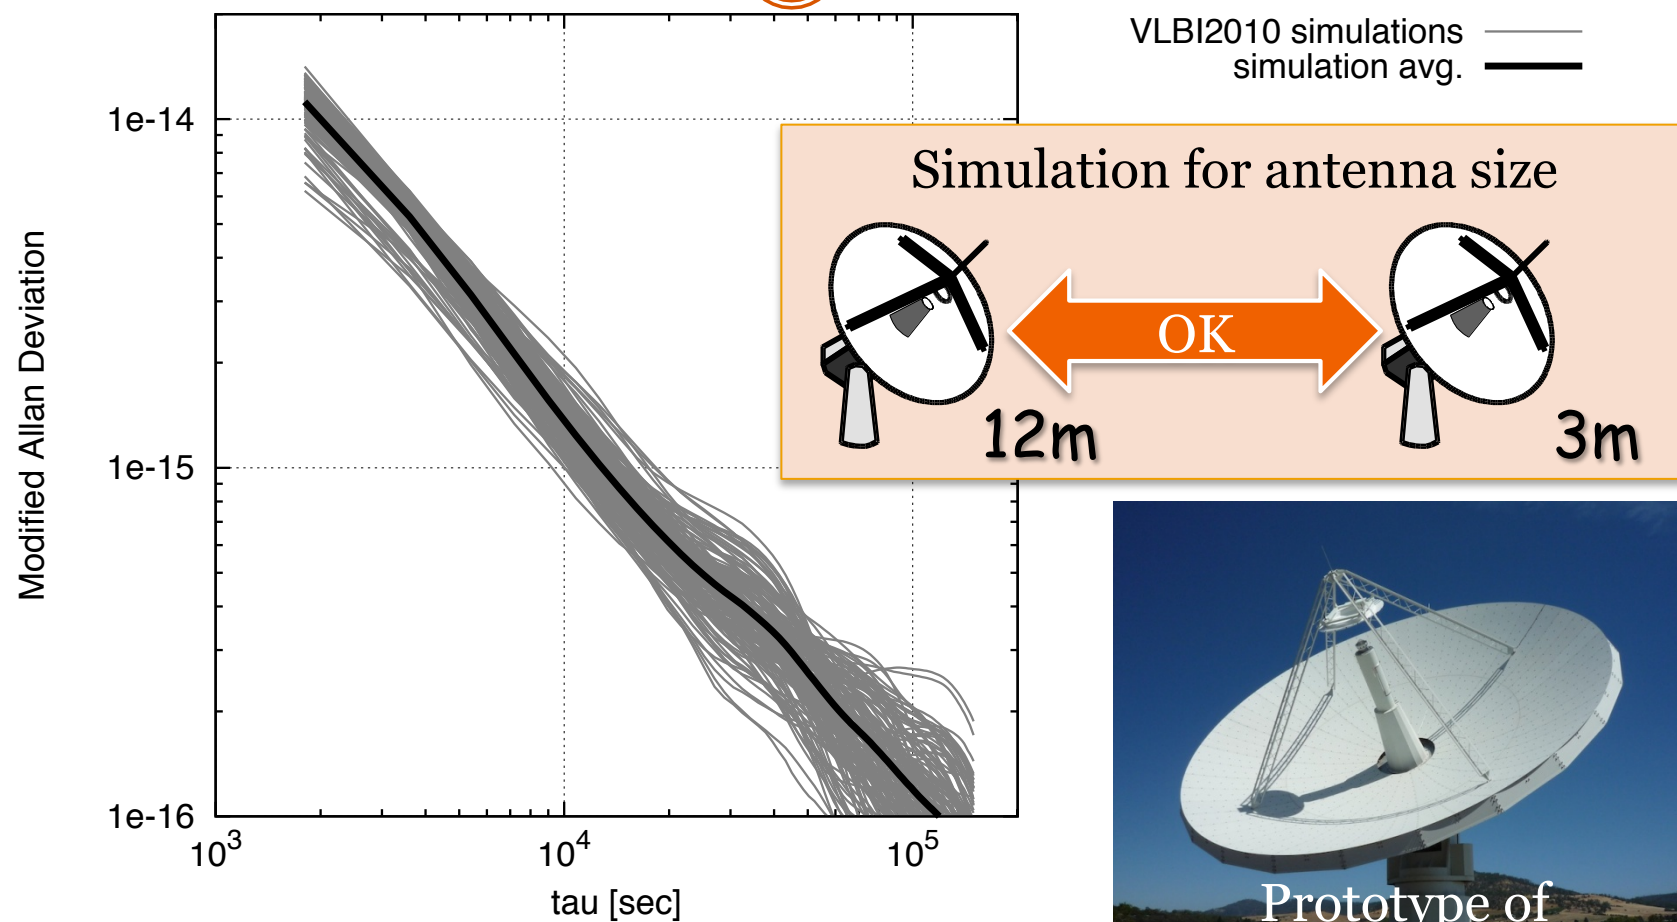 VLBI2010 simulations
simulation avg.
1e-14
1e-15
1e-16
Modified Allan Deviation
10^3
10^4
10^5
tau [sec]
Simulation for antenna size
OK
12m
3m
Prototype of